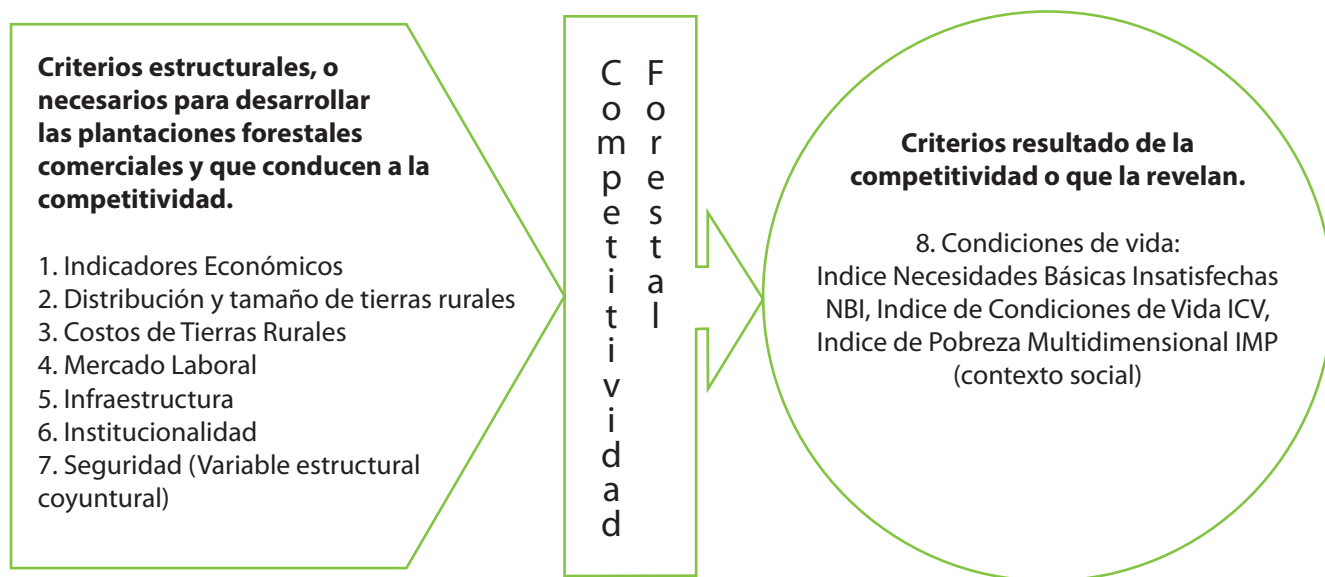 Criterios estructurales, o
necesarios para desarrollar
las plantaciones forestales
comerciales y que conducen a la
competitividad.
1. Indicadores Económicos
2. Distribución y tamaño de tierras rurales
3. Costos de Tierras Rurales
4. Mercado Laboral
5. Infraestructura
6. Institucionalidad
7. Seguridad (Variable estructural
coyuntural)
Competitividad
Forestal
Criterios resultado de la
competitividad o que la revelan.
8. Condiciones de vida:
Indice Necesidades Básicas Insatisfechas
NBI, Indice de Condiciones de Vida ICV,
Indice de Pobreza Multidimensional IMP
(contexto social)